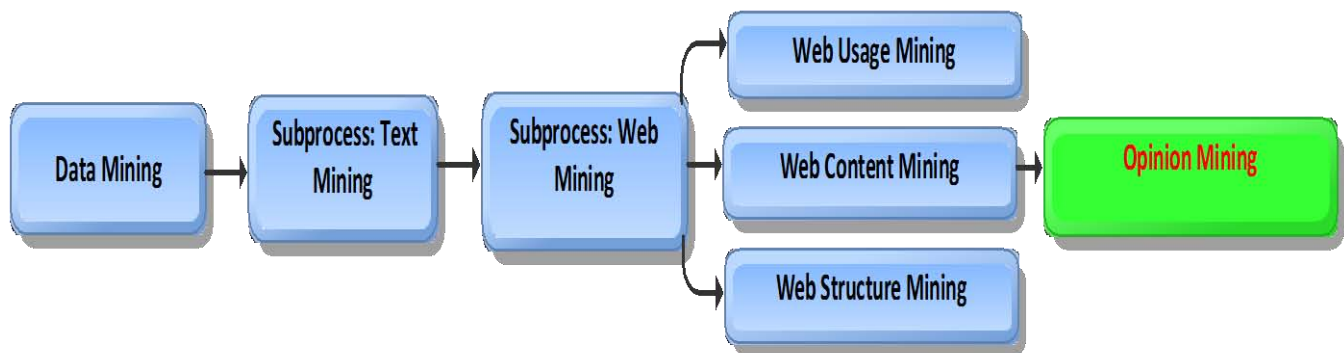 Data Mining
Subprocess: Text
Mining
Subprocess: Web
Mining
Web Usage Mining
Web Content Mining
Web Structure Mining
Opinion Mining